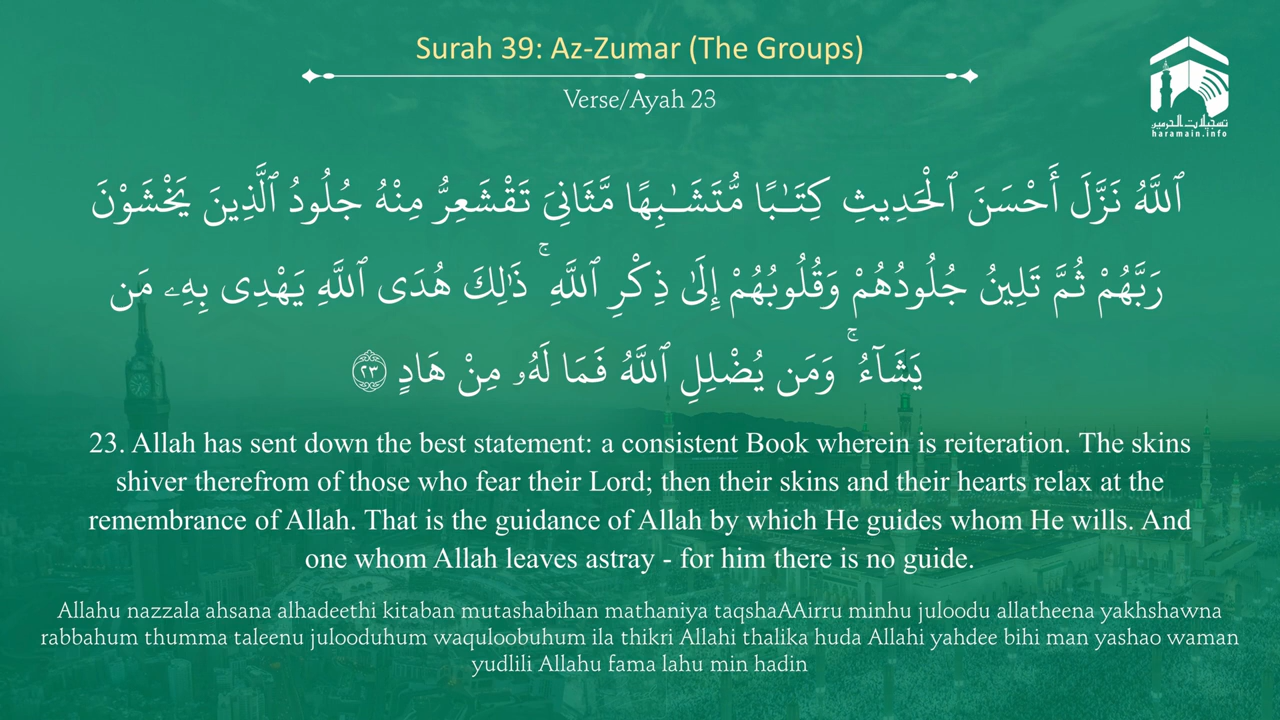 Surah 39: Az-Zumar (The Groups)
Verse/Ayah 23
تسجيلات الحرمين
haramain.info
ٱللَّهُ نَزَّلَ أَحْسَنَ ٱلْحَدِيثِ كِتَـٰبًا مُّتَشَـٰبِهًا مَّثَانِىَ تَقْشَعِرُّ مِنْهُ جُلُودُ ٱلَّذِينَ يَخْشَوْنَ
رَبَّهُمْ ثُمَّ تَلِينُ جُلُودُهُمْ وَقُلُوبُهُمْ إِلَىٰ ذِكْرِ ٱللَّهِ ۚ ذَٰلِكَ هُدَى ٱللَّهِ يَهْدِى بِهِۦ مَن
يَشَآءُ ۚ وَمَن يُضْلِلِ ٱللَّهُ فَمَا لَهُۥ مِنْ هَادٍ ٢٣
23. Allah has sent down the best statement: a consistent Book wherein is reiteration. The skins
shiver therefrom of those who fear their Lord; then their skins and their hearts relax at the
remembrance of Allah. That is the guidance of Allah by which He guides whom He wills. And
one whom Allah leaves astray - for him there is no guide.
Allahu nazzala ahsana alhadeethi kitaban mutashabihan mathaniya taqshaAAirru minhu juloodu allatheena yakhshawna
rabbahum thumma taleenu julooduhum waquloobuhum ila thikri Allahi thalika huda Allahi yahdee bihi man yashao waman
yudlili Allahu fama lahu min hadin